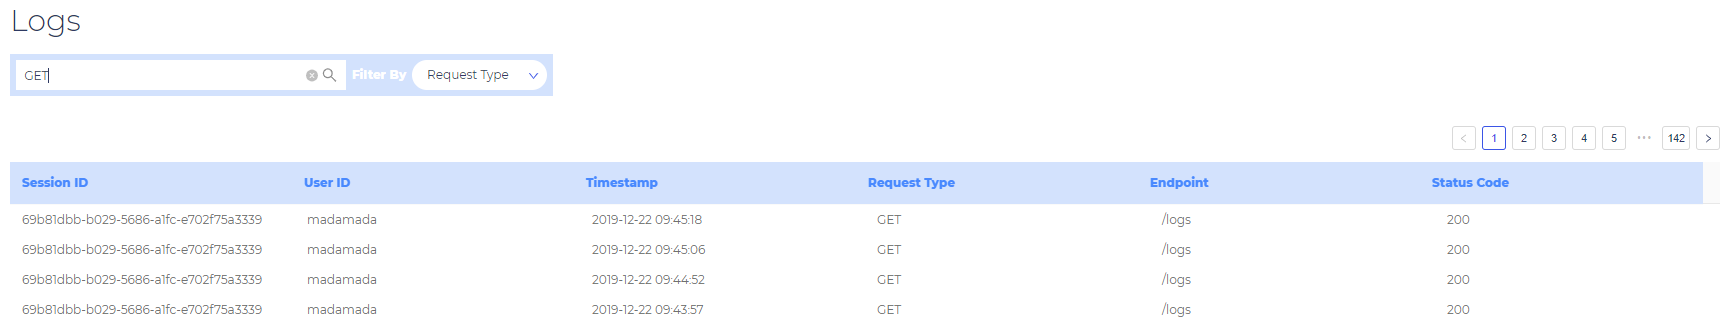 Logs
GET Filter By Request Type
< 1 2 3 4 5 ••• 142 >
Session ID User ID Timestamp Request Type Endpoint Status Code
69b81dbb-b029-5686-a1fc-e702f75a3339 madamada 2019-12-22 09:45:18 GET /logs 200
69b81dbb-b029-5686-a1fc-e702f75a3339 madamada 2019-12-22 09:45:06 GET /logs 200
69b81dbb-b029-5686-a1fc-e702f75a3339 madamada 2019-12-22 09:44:52 GET /logs 200
69b81dbb-b029-5686-a1fc-e702f75a3339 madamada 2019-12-22 09:43:57 GET /logs 200